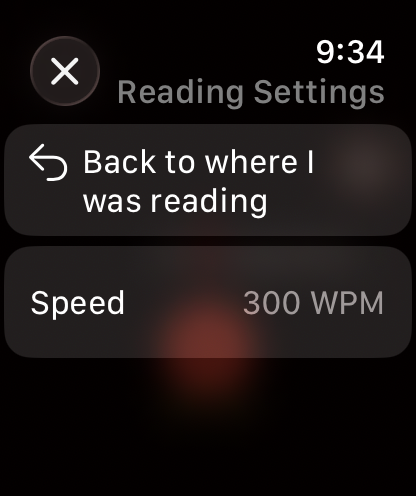 9:34
Reading Settings
Back to where I
was reading
Speed 300 WPM